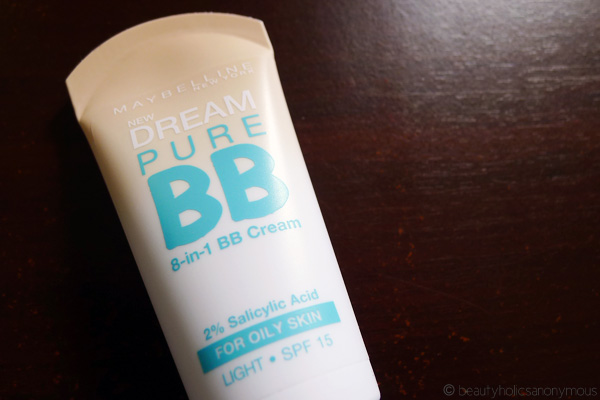 MAYBELLINE
NEW YORK
NEW
DREAM
PURE
BB
8-in-1 BB Cream
2% Salicylic Acid
FOR OILY SKIN
LIGHT • SPF 15
© beautyholicsanonymous